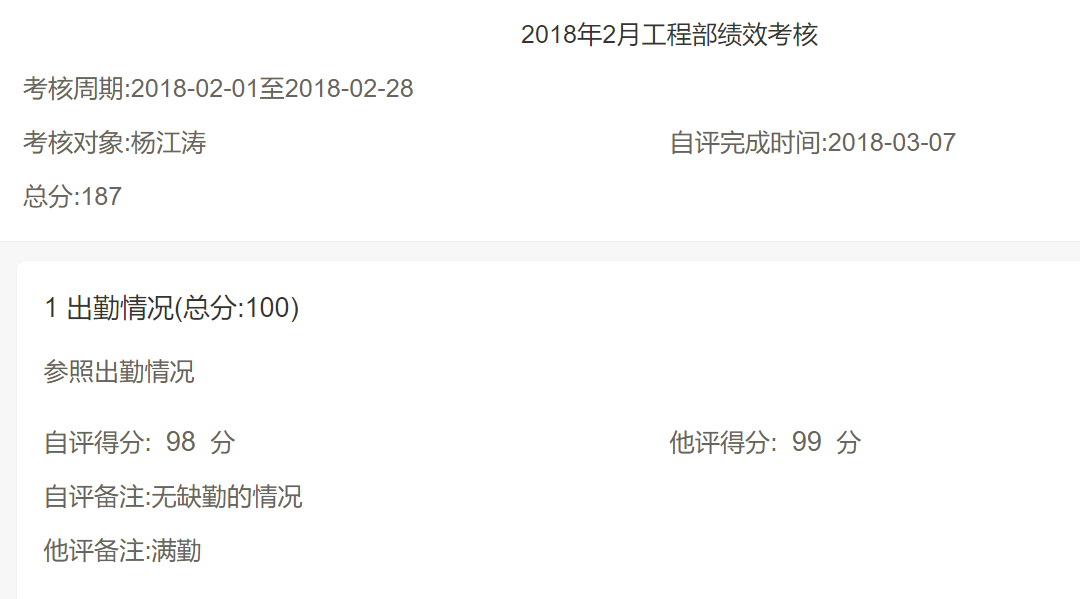 2018年2月工程部绩效考核
考核周期:2018-02-01至2018-02-28
考核对象:杨江涛 自评完成时间:2018-03-07
总分:187
1 出勤情况(总分:100)
参照出勤情况
自评得分: 98 分 他评得分: 99 分
自评备注:无缺勤的情况
他评备注:满勤